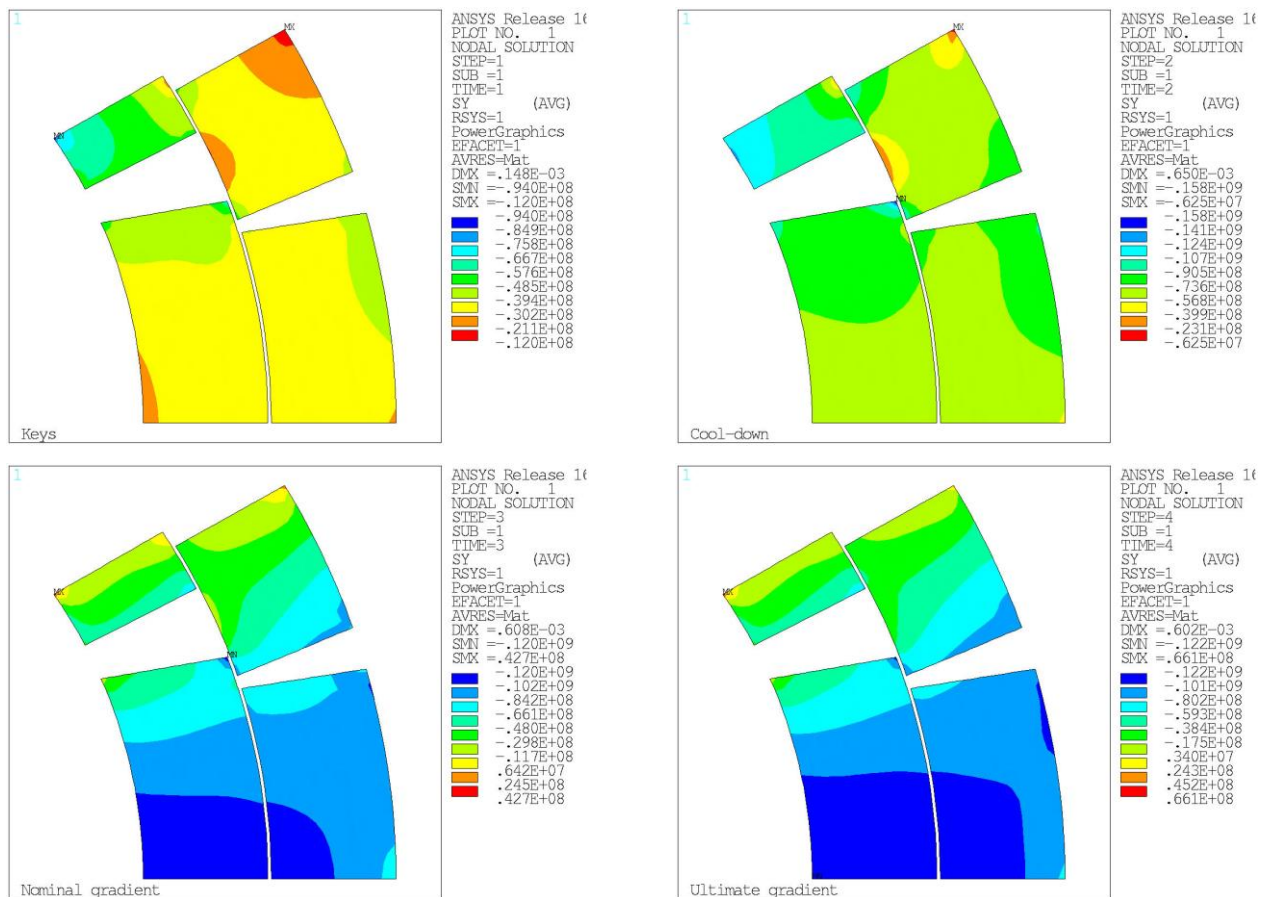 1
MX
MN
ANSYS Release 16
PLOT NO. 1
NODAL SOLUTION
STEP=1
SUB =1
TIME=1
SY (AVG)
RSYS=1
PowerGraphics
EFACET=1
AVRES=Mat
DMX =.148E-03
SMN =-.940E+08
SMX =-.120E+08
-.940E+08
-.849E+08
-.758E+08
-.667E+08
-.576E+08
-.485E+08
-.394E+08
-.302E+08
-.211E+08
-.120E+08
Keys
1
MX
MN
ANSYS Release 16
PLOT NO. 1
NODAL SOLUTION
STEP=2
SUB =1
TIME=2
SY (AVG)
RSYS=1
PowerGraphics
EFACET=1
AVRES=Mat
DMX =.650E-03
SMN =-.158E+09
SMX =-.625E+07
-.158E+09
-.141E+09
-.124E+09
-.107E+09
-.905E+08
-.736E+08
-.568E+08
-.399E+08
-.231E+08
-.625E+07
Cool-down
1
MX
MN
ANSYS Release 16
PLOT NO. 1
NODAL SOLUTION
STEP=3
SUB =1
TIME=3
SY (AVG)
RSYS=1
PowerGraphics
EFACET=1
AVRES=Mat
DMX =.608E-03
SMN =-.120E+09
SMX =.427E+08
-.120E+09
-.102E+09
-.842E+08
-.661E+08
-.480E+08
-.298E+08
-.117E+08
.642E+07
.245E+08
.427E+08
Nominal gradient
1
MX
MN
ANSYS Release 16
PLOT NO. 1
NODAL SOLUTION
STEP=4
SUB =1
TIME=4
SY (AVG)
RSYS=1
PowerGraphics
EFACET=1
AVRES=Mat
DMX =.602E-03
SMN =-.122E+09
SMX =.661E+08
-.122E+09
-.101E+09
-.802E+08
-.593E+08
-.384E+08
-.175E+08
.340E+07
.243E+08
.452E+08
.661E+08
Ultimate gradient